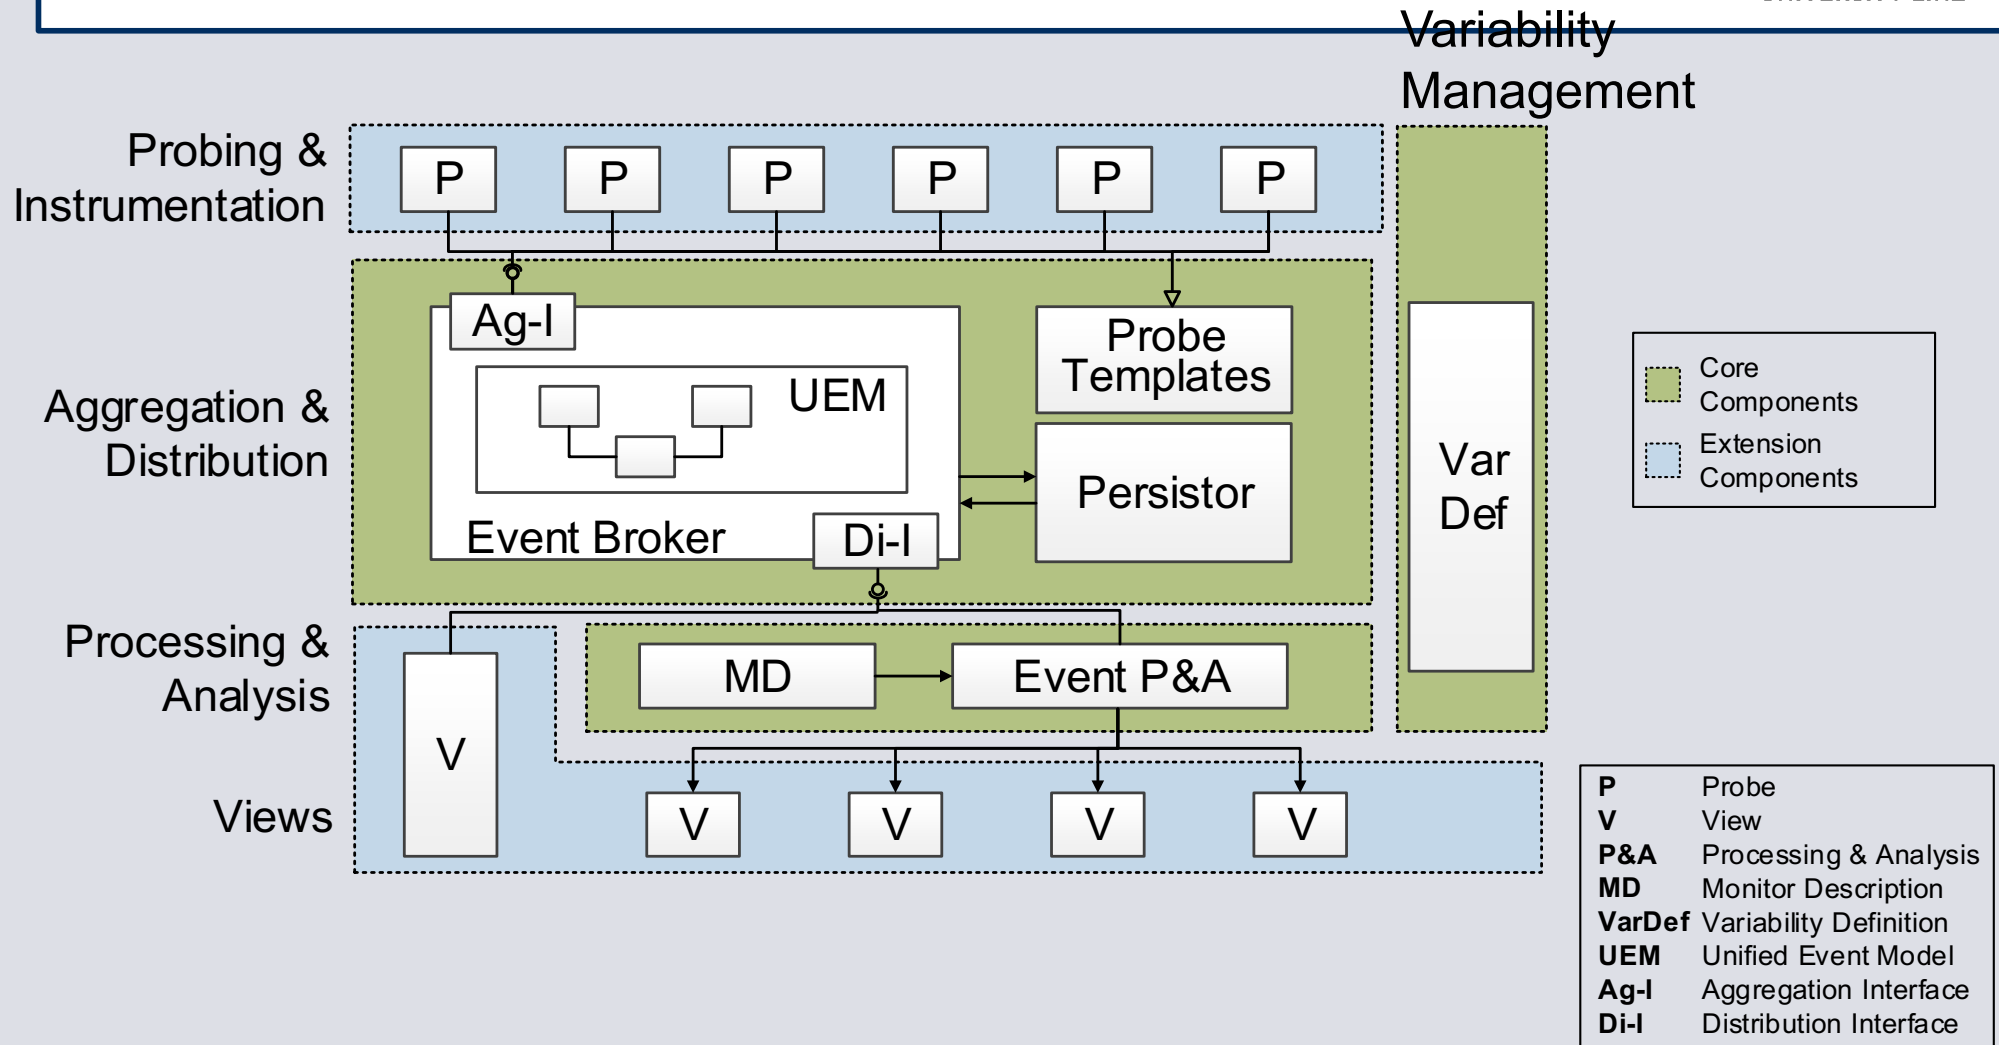 Variability
Management
Probing &
Instrumentation
P P P P P P
Ag-I
UEM
Event Broker
Di-I
Probe
Templates
Persistor
Aggregation &
Distribution
Var
Def
Core
Components
Extension
Components
Processing &
Analysis
MD
Event P&A
V
Views
V V V V
P Probe
V View
P&A Processing & Analysis
MD Monitor Description
VarDef Variability Definition
UEM Unified Event Model
Ag-I Aggregation Interface
Di-I Distribution Interface